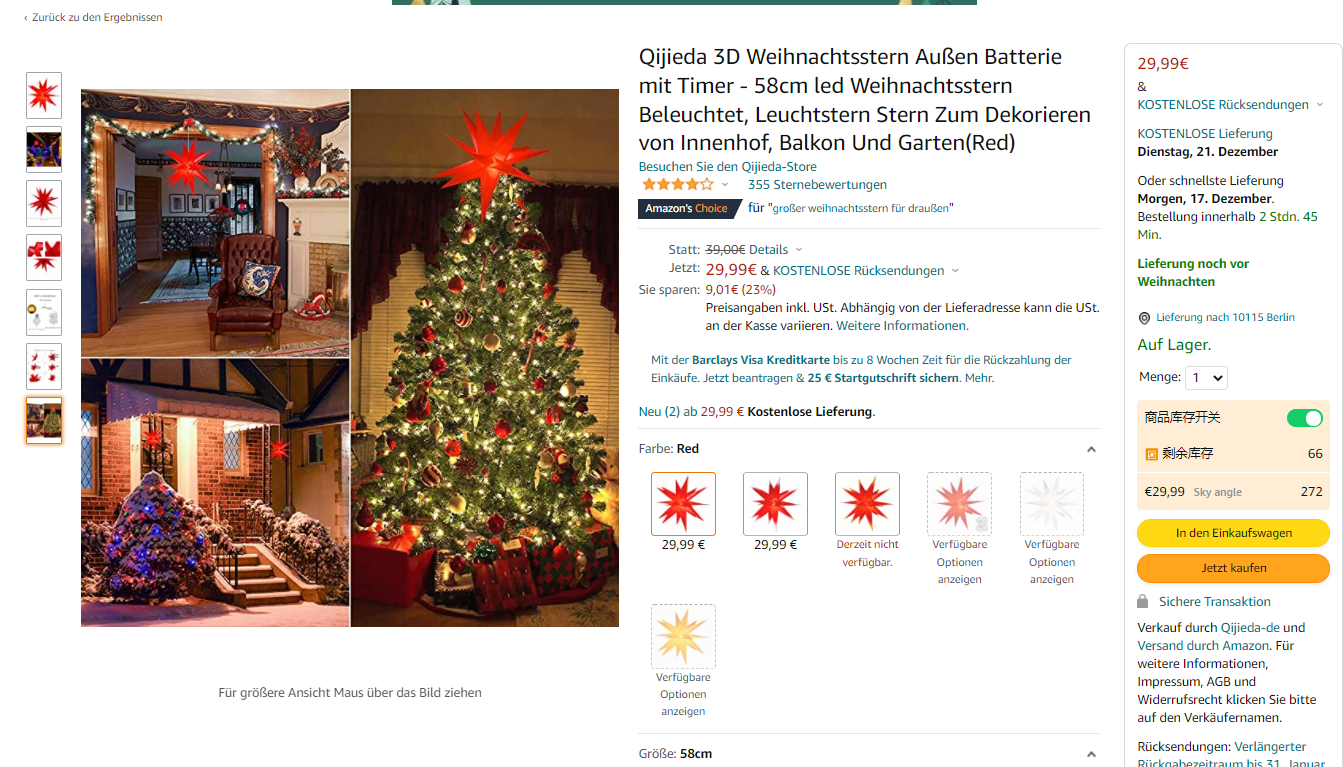 ‹ Zurück zu den Ergebnissen
Für größere Ansicht Maus über das Bild ziehen
Qijieda 3D Weihnachtsstern Außen Batterie
mit Timer - 58cm led Weihnachtsstern
Beleuchtet, Leuchtstern Stern Zum Dekorieren
von Innenhof, Balkon Und Garten(Red)
Besuchen Sie den Qijieda-Store
355 Sternebewertungen
Amazon's Choice für "großer weihnachtsstern für draußen"
Statt: 39,00€ Details
Jetzt: 29,99€ & KOSTENLOSE Rücksendungen
Sie sparen: 9,01€ (23%)
Preisangaben inkl. USt. Abhängig von der Lieferadresse kann die USt.
an der Kasse variieren. Weitere Informationen.
Mit der Barclays Visa Kreditkarte bis zu 8 Wochen Zeit für die Rückzahlung der
Einkäufe. Jetzt beantragen & 25 € Startgutschrift sichern. Mehr.
Neu (2) ab 29,99 € Kostenlose Lieferung.
Farbe: Red
29,99 €
29,99 €
Derzeit nicht
verfügbar.
Verfügbare
Optionen
anzeigen
Verfügbare
Optionen
anzeigen
Verfügbare
Optionen
anzeigen
Größe: 58cm
29,99€
&
KOSTENLOSE Rücksendungen
KOSTENLOSE Lieferung
Dienstag, 21. Dezember
Oder schnellste Lieferung
Morgen, 17. Dezember.
Bestellung innerhalb 2 Stdn. 45
Min.
Lieferung noch vor
Weihnachten
Lieferung nach 10115 Berlin
Auf Lager.
Menge: 1
商品库存开关
剩余库存 66
€29,99 Sky angle 272
In den Einkaufswagen
Jetzt kaufen
Sichere Transaktion
Verkauf durch Qijieda-de und
Versand durch Amazon. Für
weitere Informationen,
Impressum, AGB und
Widerrufsrecht klicken Sie bitte
auf den Verkäufernamen.
Rücksendungen: Verlängerter
Rückgabezeitraum bis 31. Januar